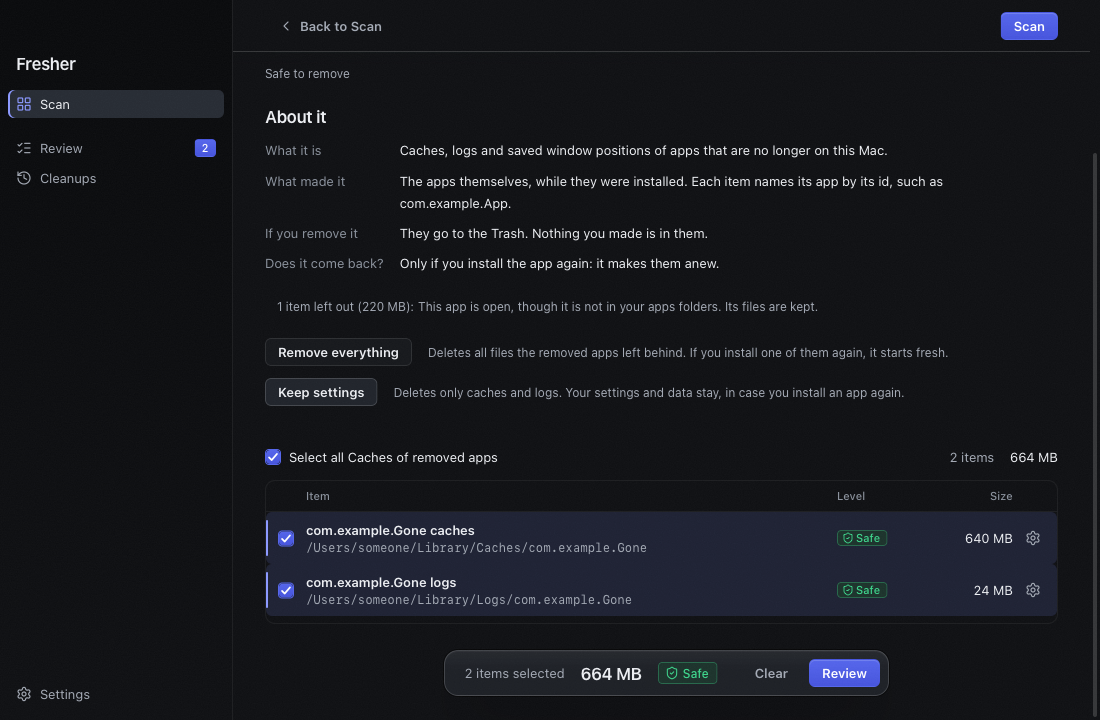 Back to Scan
Scan
Fresher
Scan
Review
2
Cleanups
Settings
Safe to remove
About it
What it is
Caches, logs and saved window positions of apps that are no longer on this Mac.
What made it
The apps themselves, while they were installed. Each item names its app by its id, such as
com.example.App.
If you remove it
They go to the Trash. Nothing you made is in them.
Does it come back?
Only if you install the app again: it makes them anew.
1 item left out (220 MB): This app is open, though it is not in your apps folders. Its files are kept.
Remove everything
Deletes all files the removed apps left behind. If you install one of them again, it starts fresh.
Keep settings
Deletes only caches and logs. Your settings and data stay, in case you install an app again.
Select all Caches of removed apps
2 items
664 MB
Item
Level
Size
com.example.Gone caches
/Users/someone/Library/Caches/com.example.Gone
Safe
640 MB
com.example.Gone logs
/Users/someone/Library/Logs/com.example.Gone
Safe
24 MB
2 items selected
664 MB
Safe
Clear
Review